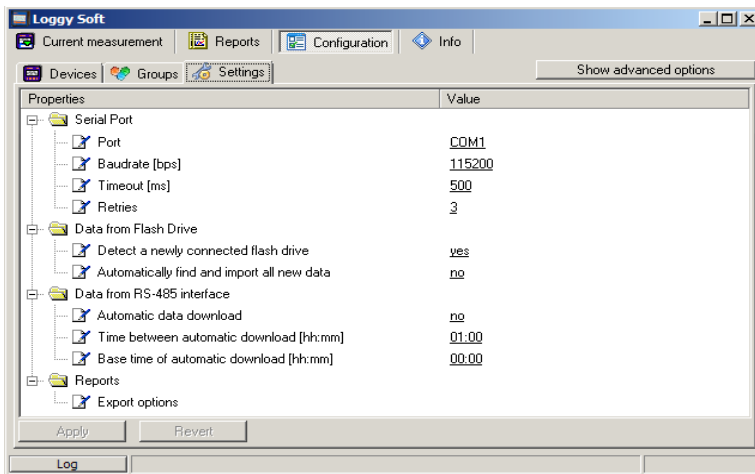 Loggy Soft
Current measurement Reports Configuration Info
Devices Groups Settings Show advanced options
Properties Value
Serial Port
Port COM1
Baudrate [bps] 115200
Timeout [ms] 500
Retries 3
Data from Flash Drive
Detect a newly connected flash drive yes
Automatically find and import all new data no
Data from RS-485 interface
Automatic data download no
Time between automatic download [hh:mm] 01:00
Base time of automatic download [hh:mm] 00:00
Reports
Export options
Apply Revert
Log